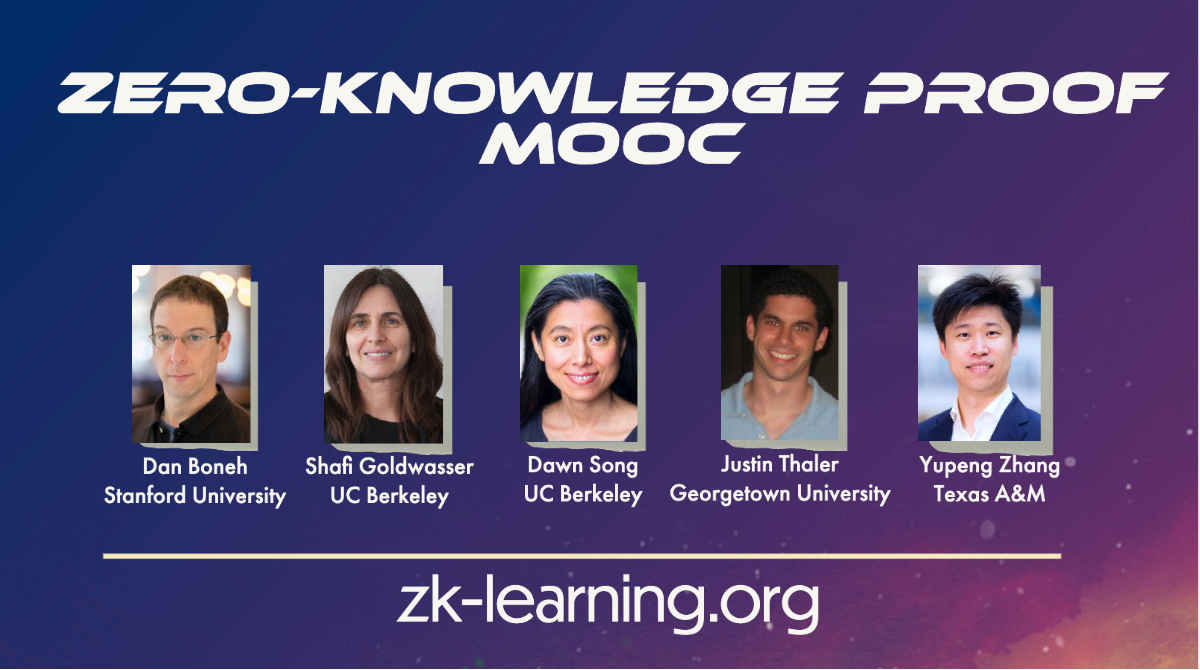 ZERO-KNOWLEDGE PROOF
MOOC
Dan Boneh
Stanford University
Shafi Goldwasser
UC Berkeley
Dawn Song
UC Berkeley
Justin Thaler
Georgetown University
Yupeng Zhang
Texas A&M
zk-learning.org